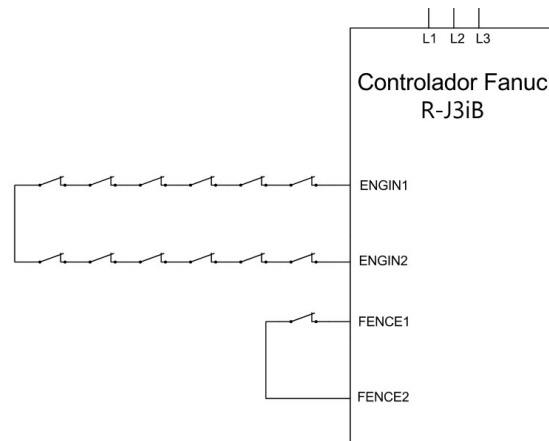 L1 L2 L3
Controlador Fanuc
R-J3iB
ENGIN1
ENGIN2
FENCE1
FENCE2